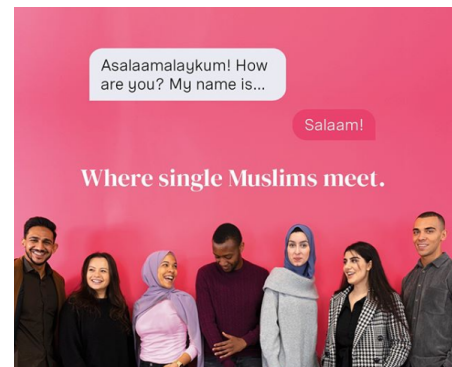 Asalaamalaykum! How
are you? My name is...
Salaam!
Where single Muslims meet.